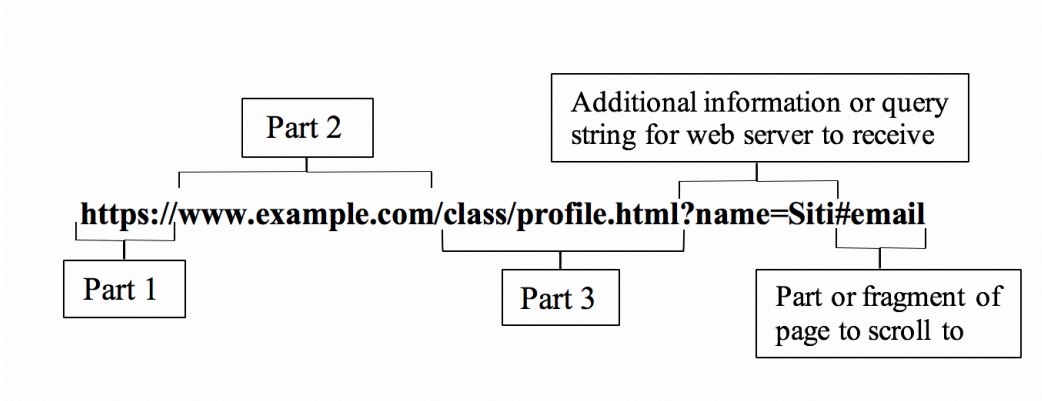 Part 2
Additional information or query
string for web server to receive
https://www.example.com/class/profile.html?name=Siti#email
Part 1
Part 3
Part or fragment of
page to scroll to